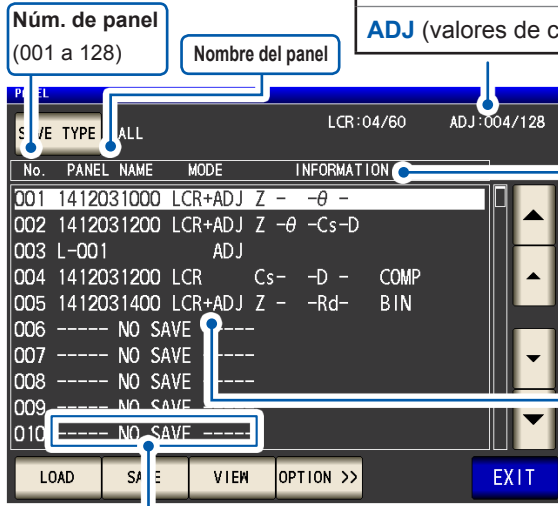 Núm. de panel
(001 a 128)
Nombre del panel
ADJ (valores de c
PANEL
SAVE TYPE ALL LCR:04/60 ADJ:004/128
No. PANEL NAME MODE INFORMATION
001 1412031000 LCR+ADJ Z - -θ -
002 1412031200 LCR+ADJ Z -θ -Cs-D
003 L-001 ADJ
004 1412031200 LCR Cs- -D - COMP
005 1412031400 LCR+ADJ Z - -Rd- BIN
006 ----- NO SAVE -----
007 ----- NO SAVE -----
008 ----- NO SAVE -----
009 ----- NO SAVE -----
010 ----- NO SAVE -----
LOAD SAVE VIEW OPTION >> EXIT